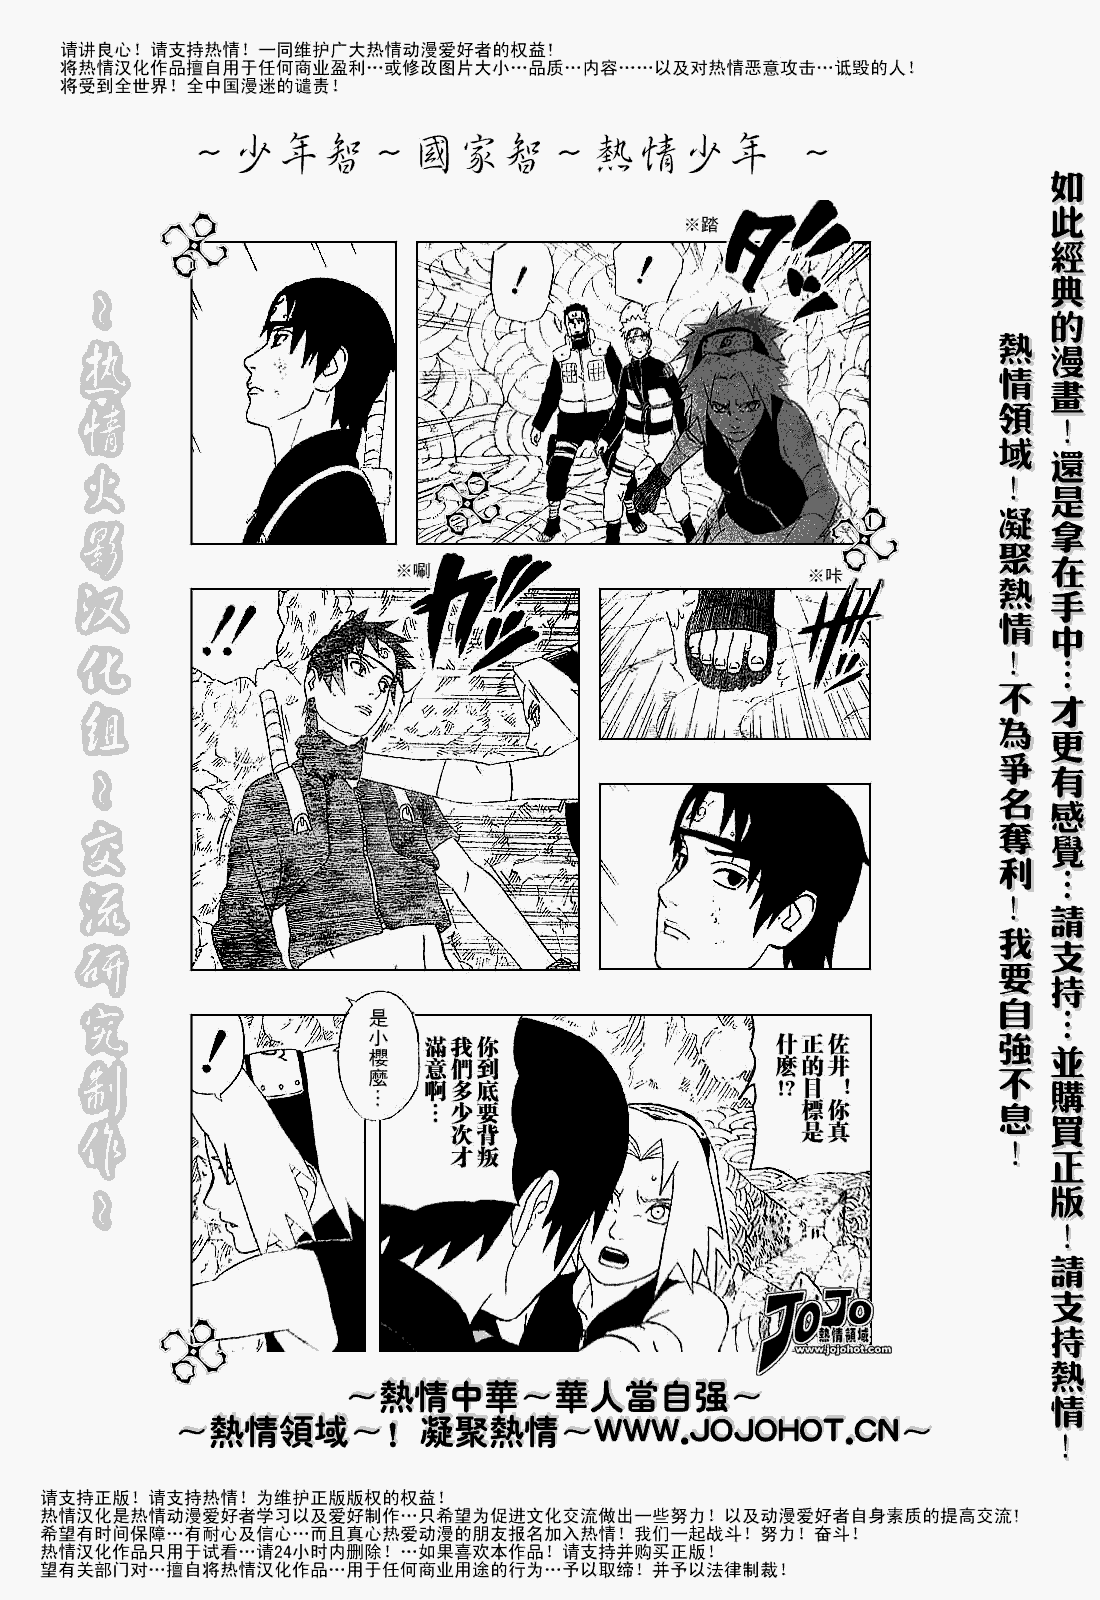 请讲良心！请支持热情！一同维护广大热情动漫爱好者的权益！
将热情汉化作品擅自用于任何商业盈利…或修改图片大小…品质…内容……以及对热情恶意攻击…诋毁的人！
将受到全世界！全中国漫迷的谴责！
～少年智～國家智～熱情少年 ～
如此經典的漫畫！還是拿在手中…才更有感覺…請支持…並購買正版！請支持熱情！
熱情領域！凝聚熱情！不為爭名奪利！我要自強不息！
～热情火影汉化组～交流研究制作～
※踏
ダッ
！
！
※唰
ガッ
！！
※咔
佐井！你真
正的目標是
什麼!?
你到底要背叛
我們多少次才
滿意啊…
是小櫻麼…
！
JOJO
熱情領域
www.jojohot.com
～熱情中華～華人當自强～
～熱情領域～！凝聚熱情～WWW.JOJOHOT.CN～
请支持正版！请支持热情！为维护正版版权的权益！
热情汉化是热情动漫爱好者学习以及爱好制作…只希望为促进文化交流做出一些努力！以及动漫爱好者自身素质的提高交流！
希望有时间保障…有耐心及信心…而且真心热爱动漫的朋友报名加入热情！我们一起战斗！努力！奋斗！
热情汉化作品只用于试看…请24小时内删除！…如果喜欢本作品！请支持并购买正版！
望有关部门对…擅自将热情汉化作品…用于任何商业用途的行为…予以取缔！并予以法律制裁！